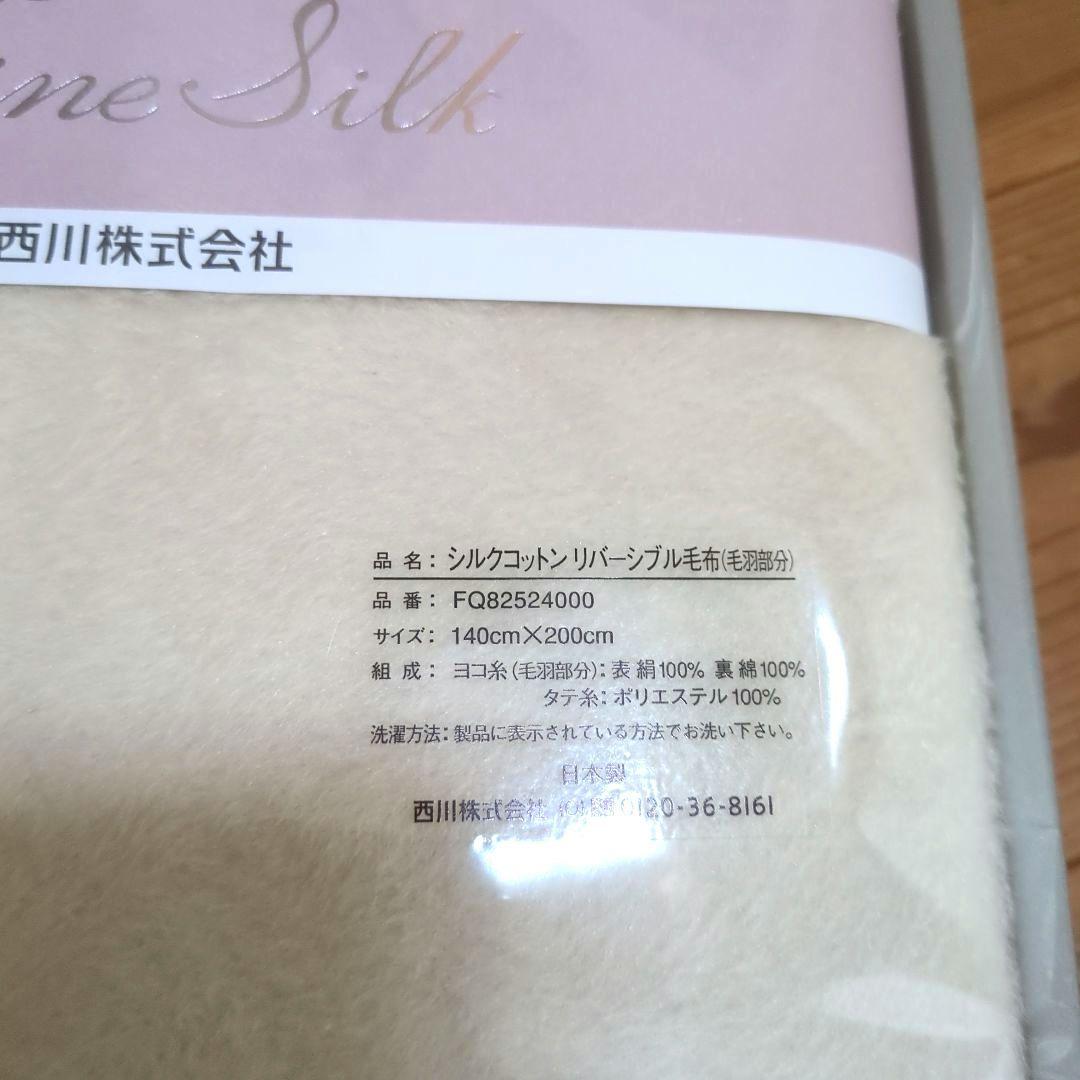 ine Silk
西川株式会社
品 名：シルクコットン リバーシブル毛布(毛羽部分)
品 番：FQ82524000
サイズ：140cm×200cm
組 成：ヨコ糸(毛羽部分)：表 絹100% 裏 綿100%
タテ糸：ポリエステル100%
洗濯方法：製品に表示されている方法でお洗い下さい。
日本製
西川株式会社 0120-36-8161